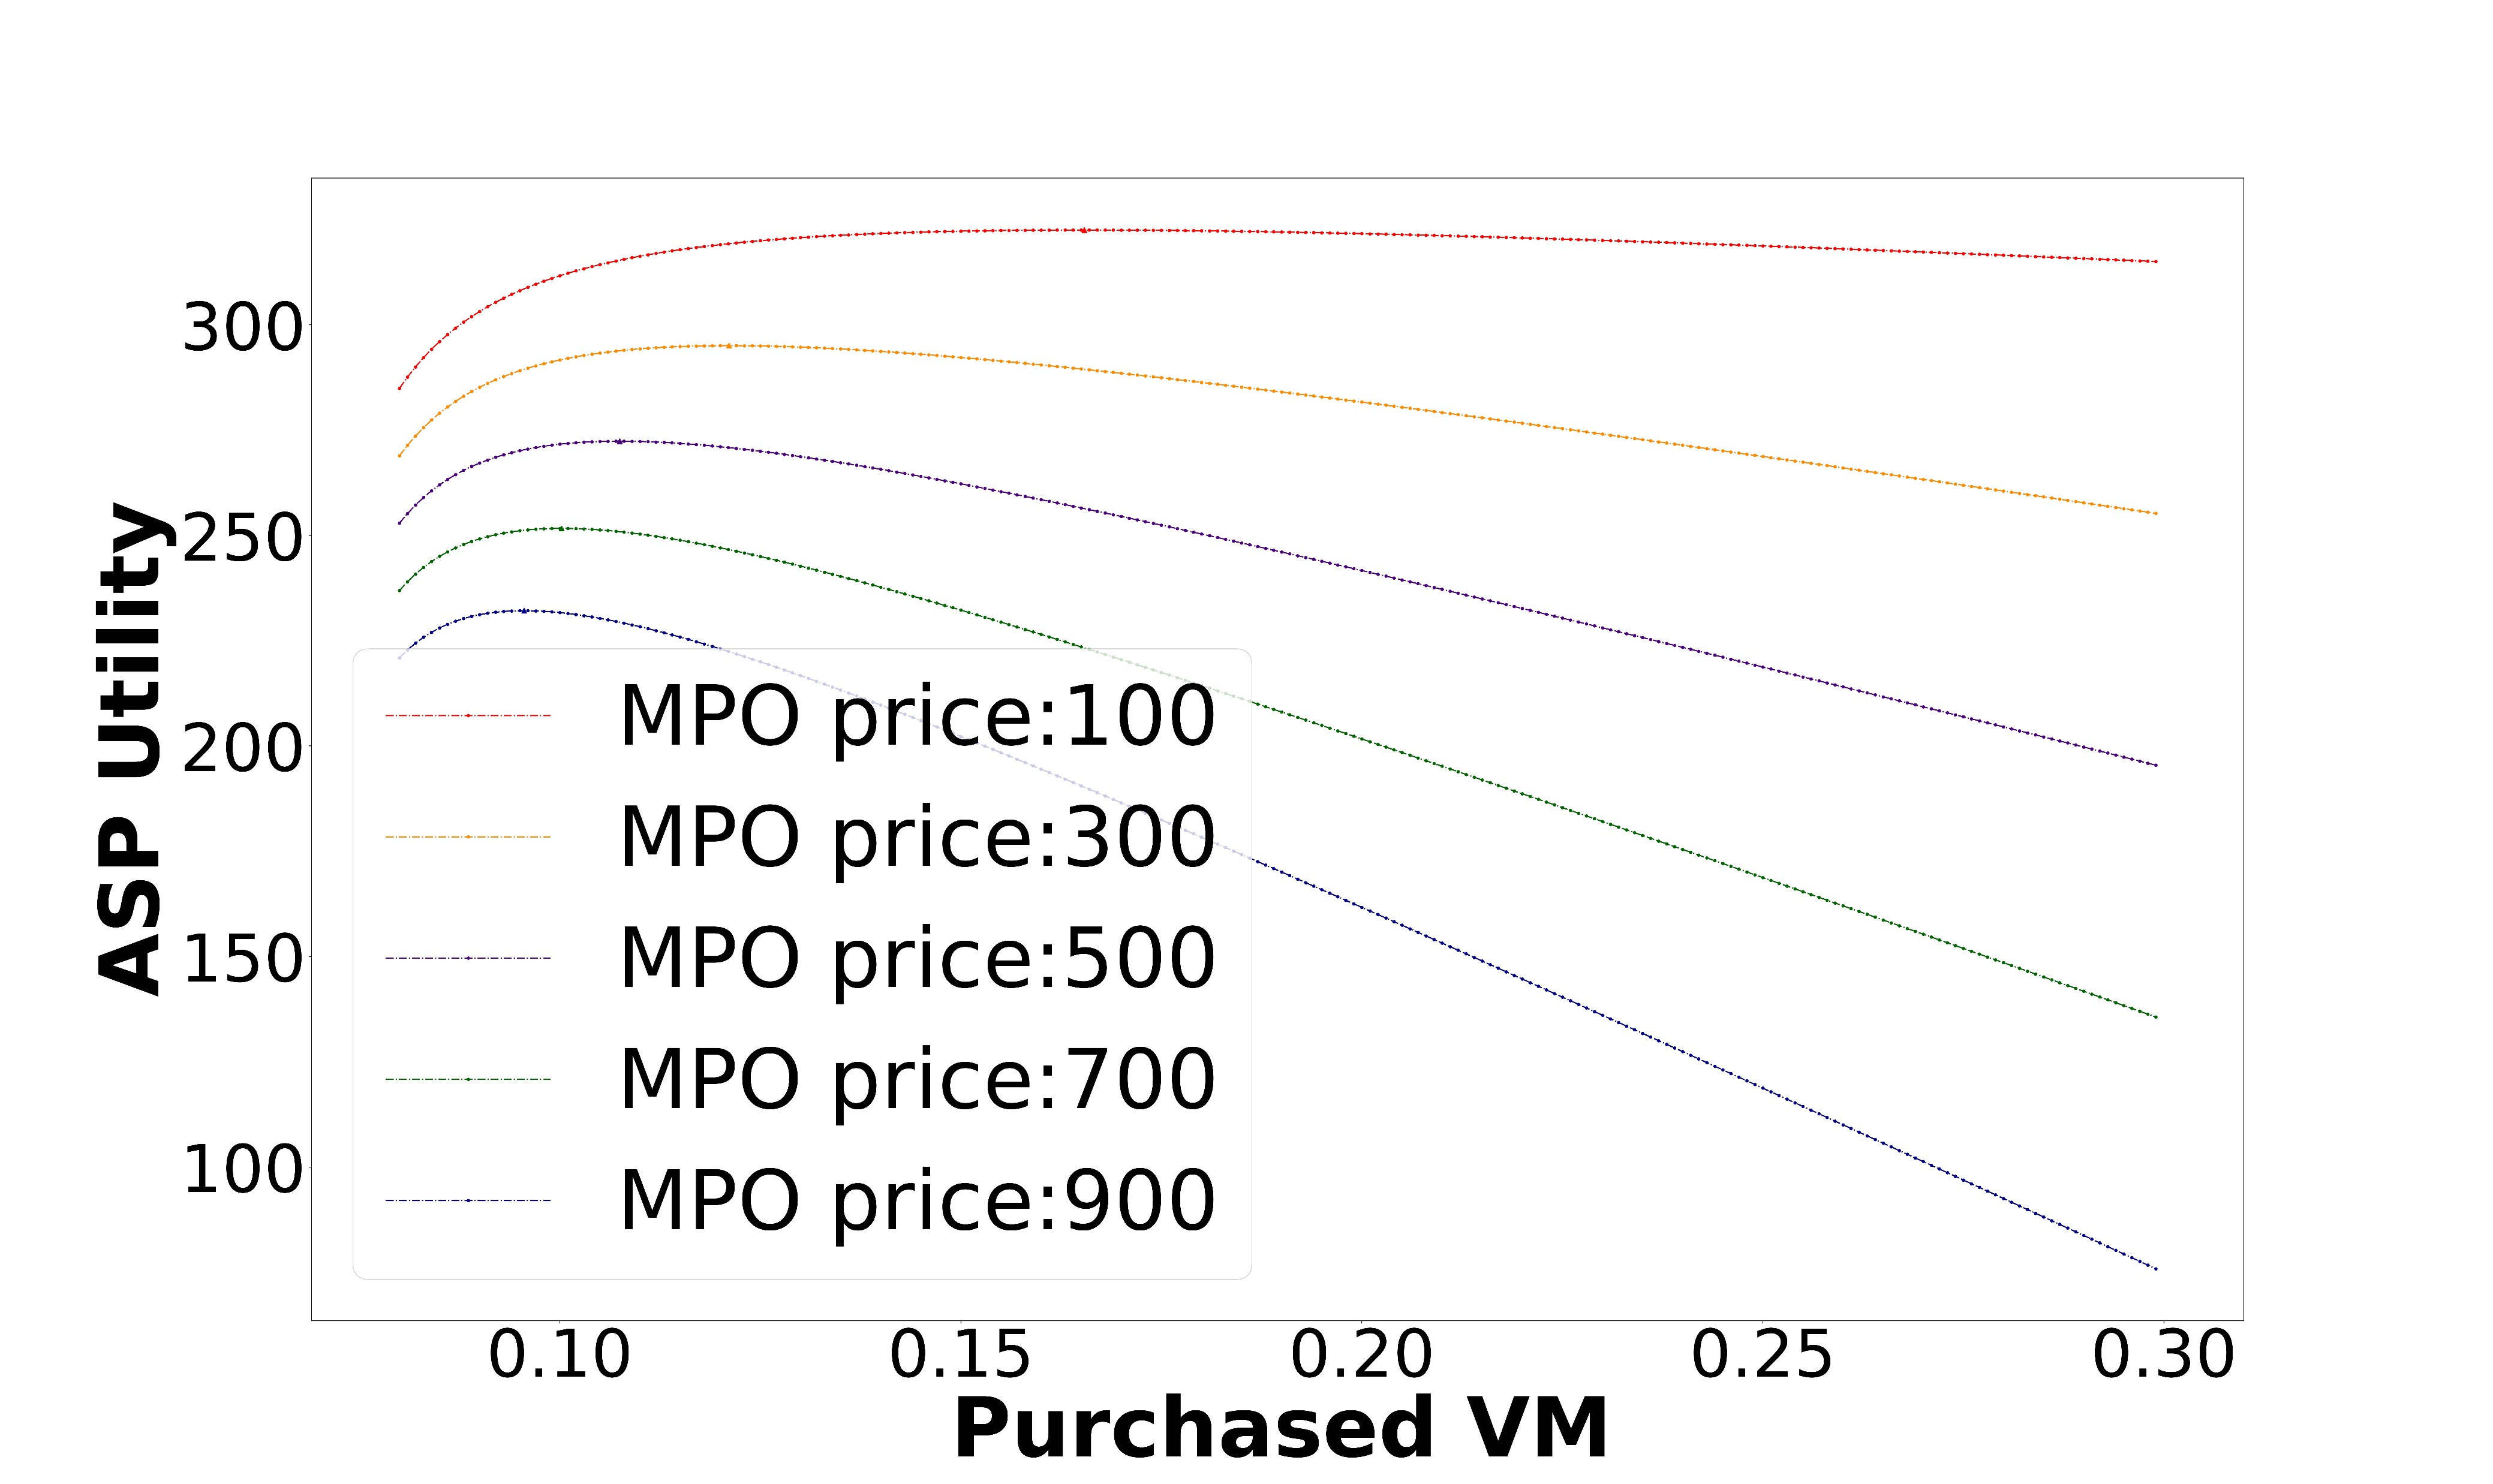 ASP Utility
300
250
200
150
100
MPO price:100
MPO price:300
MPO price:500
MPO price:700
MPO price:900
0.10 0.15 0.20 0.25 0.30
Purchased VM